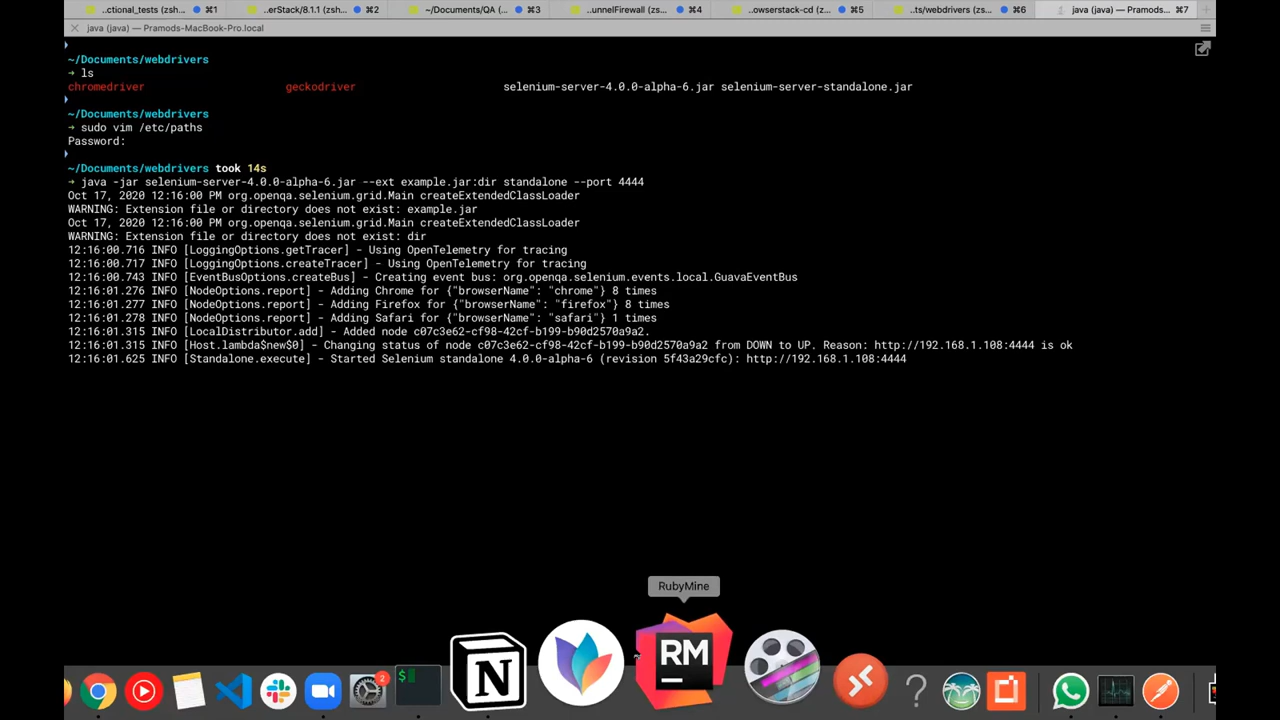 ..ctional_tests (zsh... ⌘1 ..erStack/8.1.1 (zsh... ⌘2 ~/Documents/QA (... ⌘3 ..unnelFirewall (zs... ⌘4 ..owserstack-cd (z... ⌘5 ..ts/webdrivers (zs... ⌘6 java (java) — Pramods... ⌘7
java (java) — Pramods-MacBook-Pro.local
~/Documents/webdrivers
→ ls
chromedriver geckodriver selenium-server-4.0.0-alpha-6.jar selenium-server-standalone.jar
~/Documents/webdrivers
→ sudo vim /etc/paths
Password:
~/Documents/webdrivers took 14s
→ java -jar selenium-server-4.0.0-alpha-6.jar --ext example.jar:dir standalone --port 4444
Oct 17, 2020 12:16:00 PM org.openqa.selenium.grid.Main createExtendedClassLoader
WARNING: Extension file or directory does not exist: example.jar
Oct 17, 2020 12:16:00 PM org.openqa.selenium.grid.Main createExtendedClassLoader
WARNING: Extension file or directory does not exist: dir
12:16:00.716 INFO [LoggingOptions.getTracer] - Using OpenTelemetry for tracing
12:16:00.717 INFO [LoggingOptions.createTracer] - Using OpenTelemetry for tracing
12:16:00.743 INFO [EventBusOptions.createBus] - Creating event bus: org.openqa.selenium.events.local.GuavaEventBus
12:16:01.276 INFO [NodeOptions.report] - Adding Chrome for {"browserName": "chrome"} 8 times
12:16:01.277 INFO [NodeOptions.report] - Adding Firefox for {"browserName": "firefox"} 8 times
12:16:01.278 INFO [NodeOptions.report] - Adding Safari for {"browserName": "safari"} 1 times
12:16:01.315 INFO [LocalDistributor.add] - Added node c07c3e62-cf98-42cf-b199-b90d2570a9a2.
12:16:01.315 INFO [Host.lambda$new$0] - Changing status of node c07c3e62-cf98-42cf-b199-b90d2570a9a2 from DOWN to UP. Reason: http://192.168.1.108:4444 is ok
12:16:01.625 INFO [Standalone.execute] - Started Selenium standalone 4.0.0-alpha-6 (revision 5f43a29cfc): http://192.168.1.108:4444
RubyMine
N RM
$ 2 ?